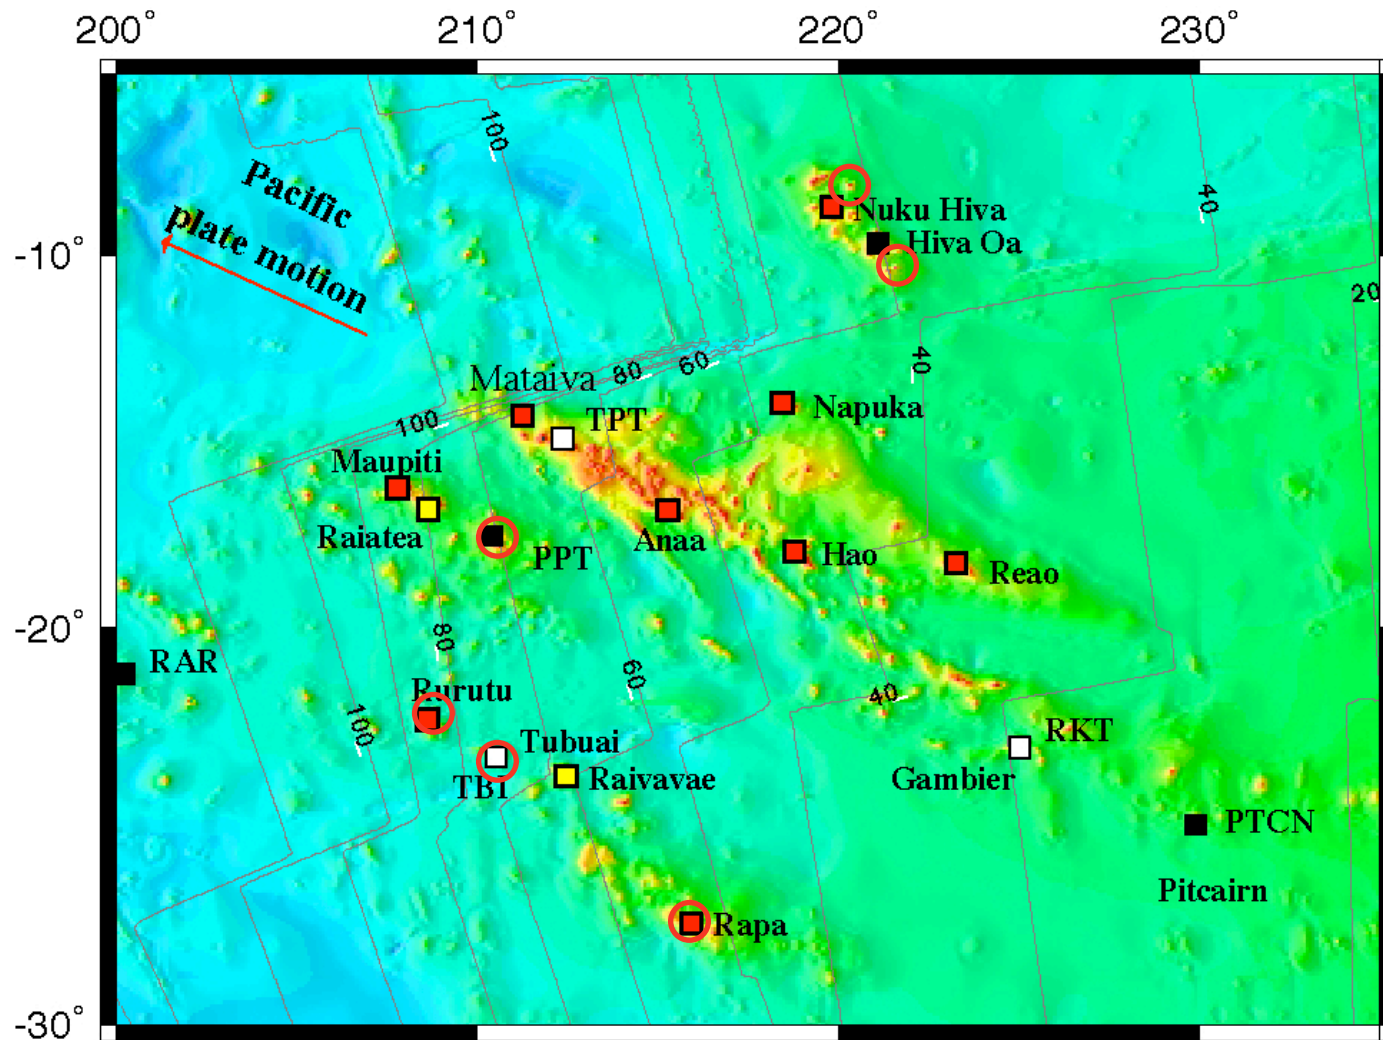 200°
210°
220°
230°
100
Pacific
plate motion
40
Nuku Hiva
Hiva Oa
-10°
20
40
80
60
Mataiva
100
TPT
Napuka
Maupiti
Raiatea
PPT
Anaa
Hao
Reao
-20°
80
RAR
60
Rurutu
40
100
RKT
Tubuai
TBI
Raivavae
Gambier
PTCN
Pitcairn
Rapa
-30°